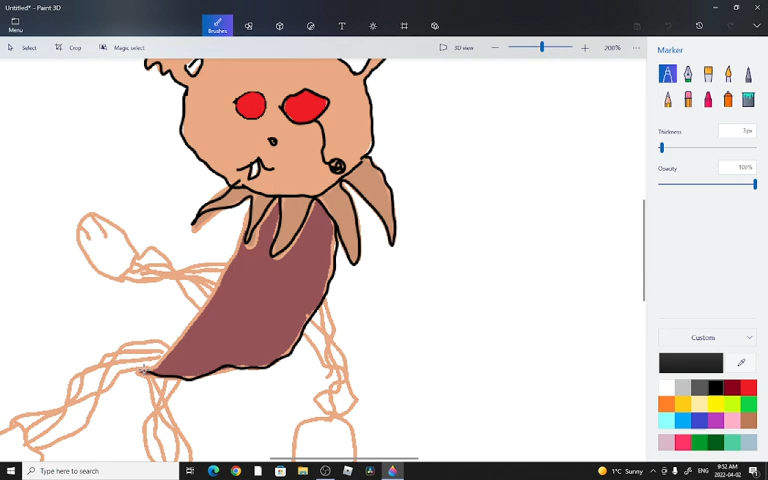 Untitled* - Paint 3D
Menu
Brushes
Select
Crop
Magic select
3D view
200%
Marker
Thickness
3px
Opacity
100%
Custom
Type here to search
1°C Sunny
ENG
9:52 AM
2022-04-02